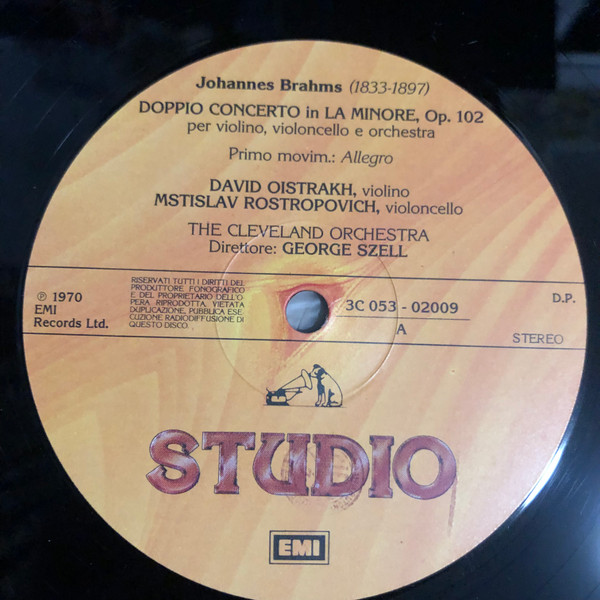 Johannes Brahms (1833-1897)
DOPPIO CONCERTO in LA MINORE, Op. 102
per violino, violoncello e orchestra
Primo movim.: Allegro
DAVID OISTRAKH, violino
MSTISLAV ROSTROPOVICH, violoncello
THE CLEVELAND ORCHESTRA
Direttore: GEORGE SZELL
℗ 1970
EMI
Records Ltd.
RISERVATI TUTTI I DIRITTI DEL
PRODUTTORE FONOGRAFICO
E DEL PROPRIETARIO DELL'O-
PERA RIPRODOTTA. VIETATA
DUPLICAZIONE, PUBBLICA ESE-
CUZIONE RADIODIFFUSIONE DI
QUESTO DISCO.
3C 053 - 02009
A
D.P.
STEREO
STUDIO
EMI